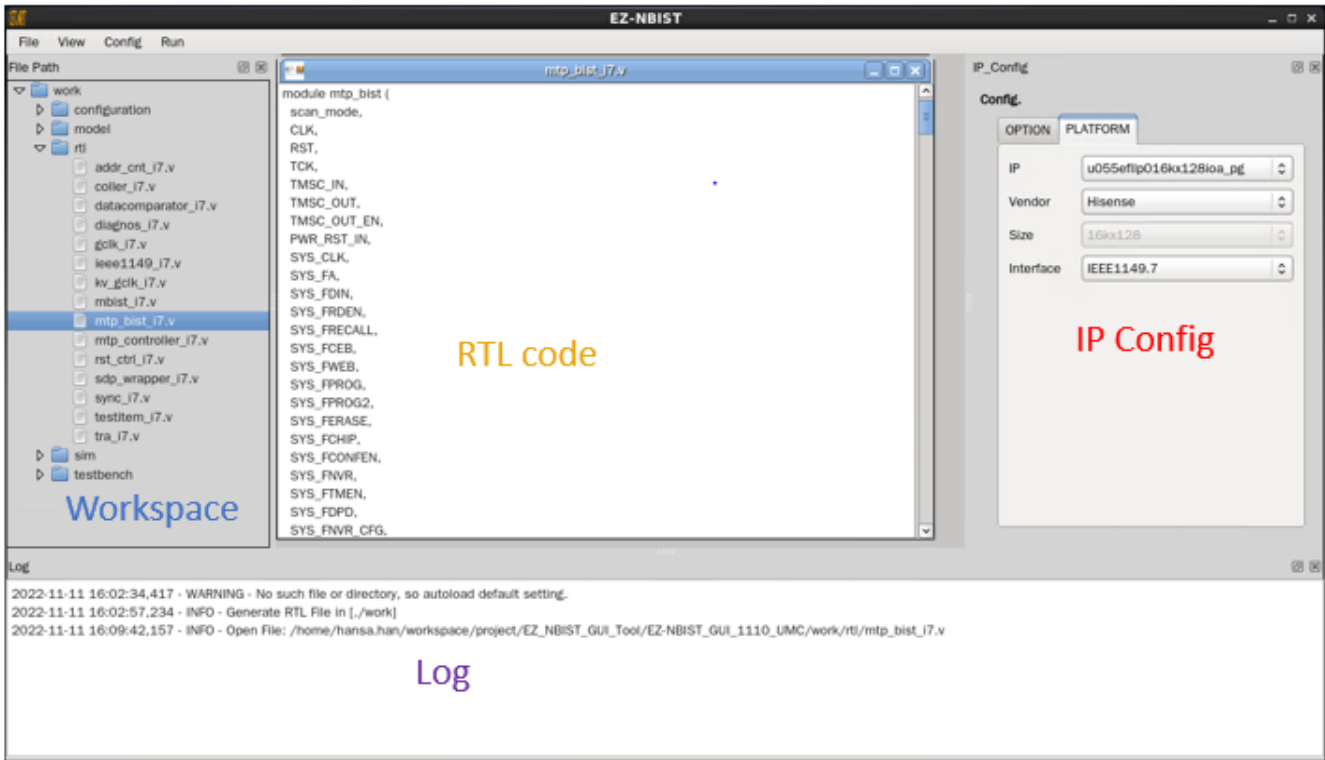 EZ-NBIST
File View Config Run
File Path
work
configuration
model
rtl
addr_cnt_i7.v
coller_i7.v
datacomparator_i7.v
diagnos_i7.v
gclk_i7.v
ieee1149_i7.v
kv_gclk_i7.v
mbist_i7.v
mtp_bist_i7.v
mtp_controller_i7.v
rst_ctrl_i7.v
sdp_wrapper_i7.v
sync_i7.v
testitem_i7.v
tra_i7.v
sim
testbench
Workspace
mtp_bist_i7.v
module mtp_bist (
scan_mode,
CLK,
RST,
TCK,
TMSC_IN,
TMSC_OUT,
TMSC_OUT_EN,
PWR_RST_IN,
SYS_CLK,
SYS_FA,
SYS_FDIN,
SYS_FRDEN,
SYS_FRECALL,
SYS_FCEB,
SYS_FWEB,
SYS_FPROG,
SYS_FPROG2,
SYS_FERASE,
SYS_FCHIP,
SYS_FCONFEN,
SYS_FNVR,
SYS_FTMEN,
SYS_FDPD,
SYS_FNVR_CFG,
RTL code
IP_Config
Config.
OPTION PLATFORM
IP u055efllp016kx128ioa_pg
Vendor Hisense
Size 16kx128
Interface IEEE1149.7
IP Config
Log
2022-11-11 16:02:34,417 - WARNING - No such file or directory, so autoload default setting.
2022-11-11 16:02:57,234 - INFO - Generate RTL File in [./work]
2022-11-11 16:09:42,157 - INFO - Open File: /home/hansa.han/workspace/project/EZ_NBIST_GUI_Tool/EZ-NBIST_GUI_1110_UMC/work/rtl/mtp_bist_i7.v
Log